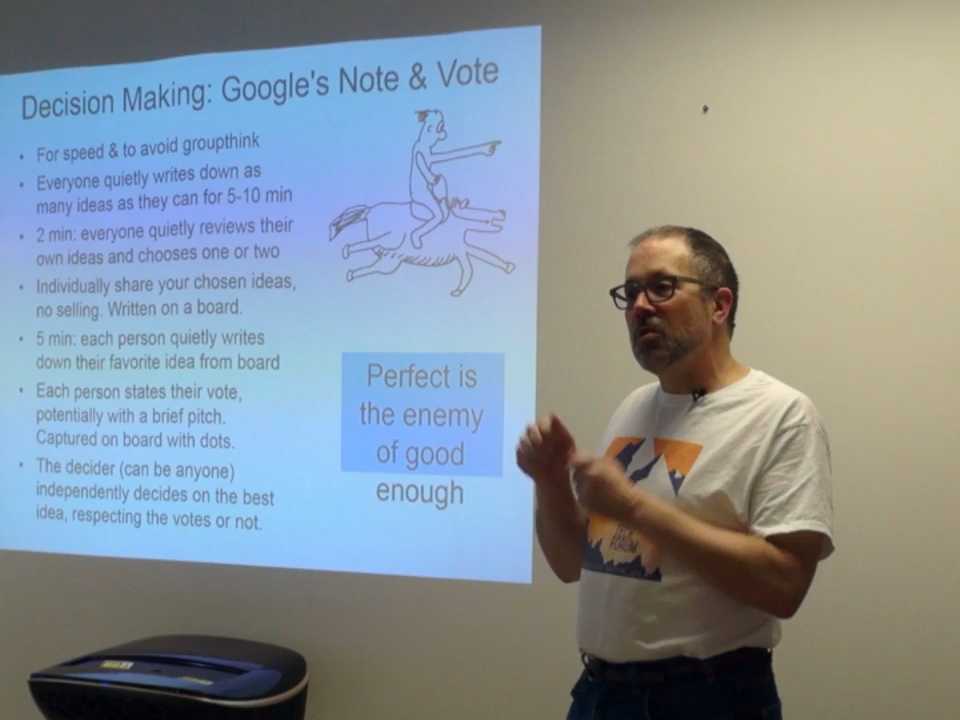 Decision Making: Google's Note & Vote
• For speed & to avoid groupthink
• Everyone quietly writes down as
many ideas as they can for 5-10 min
• 2 min: everyone quietly reviews their
own ideas and chooses one or two
• Individually share your chosen ideas,
no selling. Written on a board.
• 5 min: each person quietly writes
down their favorite idea from board
• Each person states their vote,
potentially with a brief pitch.
Captured on board with dots.
• The decider (can be anyone)
independently decides on the best
idea, respecting the votes or not.
Perfect is
the enemy
of good
enough
FORUM